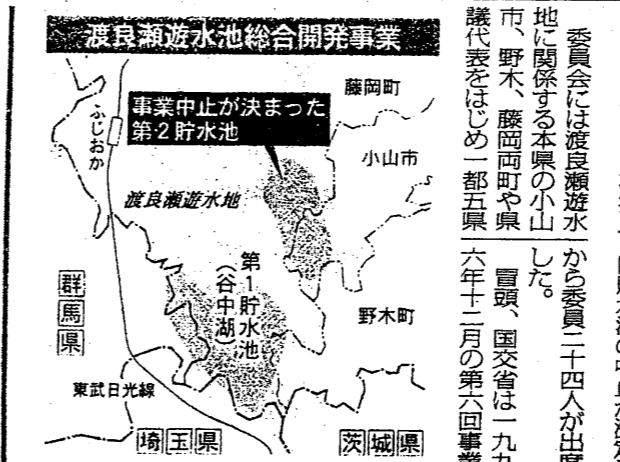 渡良瀬遊水池総合開発事業
事業中止が決まった
第2貯水池
藤岡町
小山市
ふじおか
渡良瀬遊水地
第1貯水池
(谷中湖)
野木町
群馬県
東武日光線
埼玉県
茨城県
委員会には渡良瀬遊水
地に関係する本県の小山
市、野木、藤岡両町や県
議代表をはじめ一都五県
から委員二十四人が出席
した。
冒頭、国交省は一九九
六年十二月の第六回事業